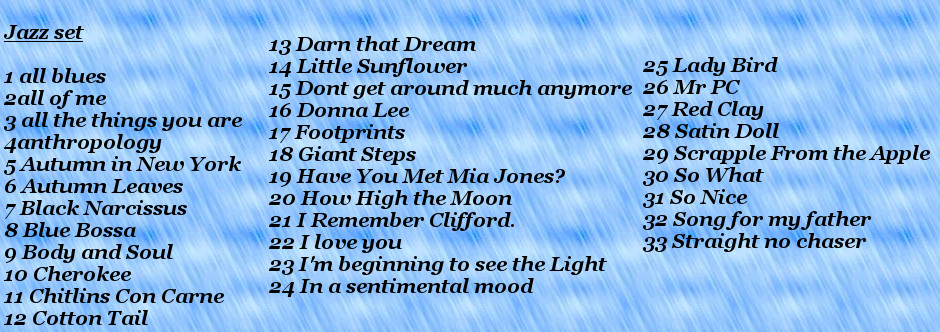 Jazz set
1 all blues
2all of me
3 all the things you are
4anthropology
5 Autumn in New York
6 Autumn Leaves
7 Black Narcissus
8 Blue Bossa
9 Body and Soul
10 Cherokee
11 Chitlins Con Carne
12 Cotton Tail
13 Darn that Dream
14 Little Sunflower
15 Dont get around much anymore
16 Donna Lee
17 Footprints
18 Giant Steps
19 Have You Met Mia Jones?
20 How High the Moon
21 I Remember Clifford.
22 I love you
23 I'm beginning to see the Light
24 In a sentimental mood
25 Lady Bird
26 Mr PC
27 Red Clay
28 Satin Doll
29 Scrapple From the Apple
30 So What
31 So Nice
32 Song for my father
33 Straight no chaser